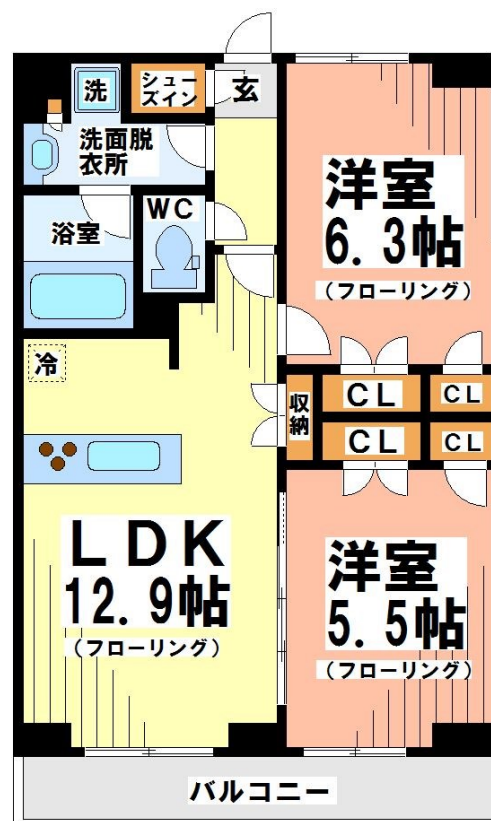 洗
シュー
ズイン
玄
洗面脱
衣所
洋室
6.3帖
(フローリング)
WC
浴室
冷
収
納
CL
CL
CL
CL
LDK
12.9帖
(フローリング)
洋室
5.5帖
(フローリング)
バルコニー